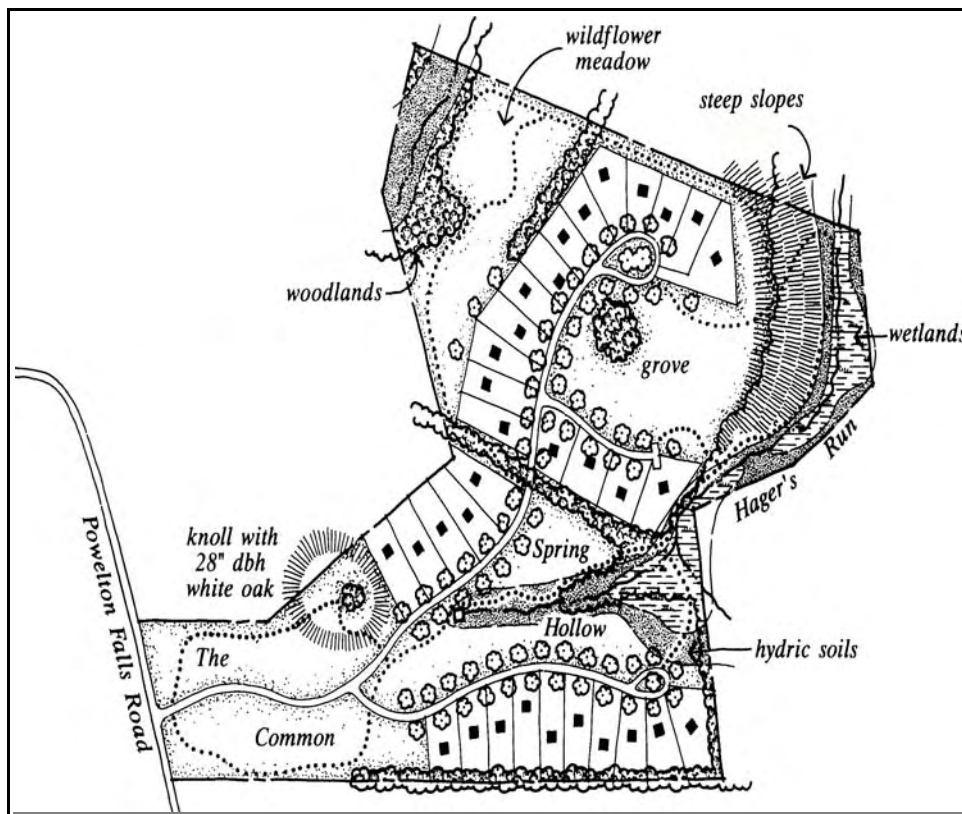 wildflower
meadow
steep slopes
woodlands
wetlands
grove
Hager's Run
knoll with
28" dbh
white oak
Spring
Hollow
hydric soils
The
Common
Powelton Falls Road